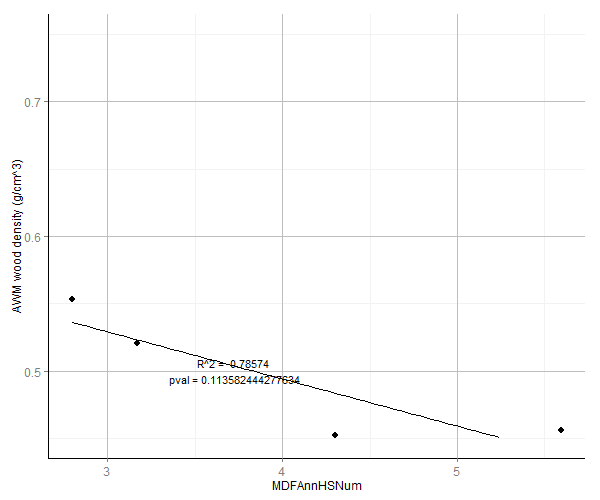 0.7
0.6
0.5
AWM wood density (g/cm^3)
R^2 = 0.78574
pval = 0.113582444277634
3 4 5
MDFAnnHSNum